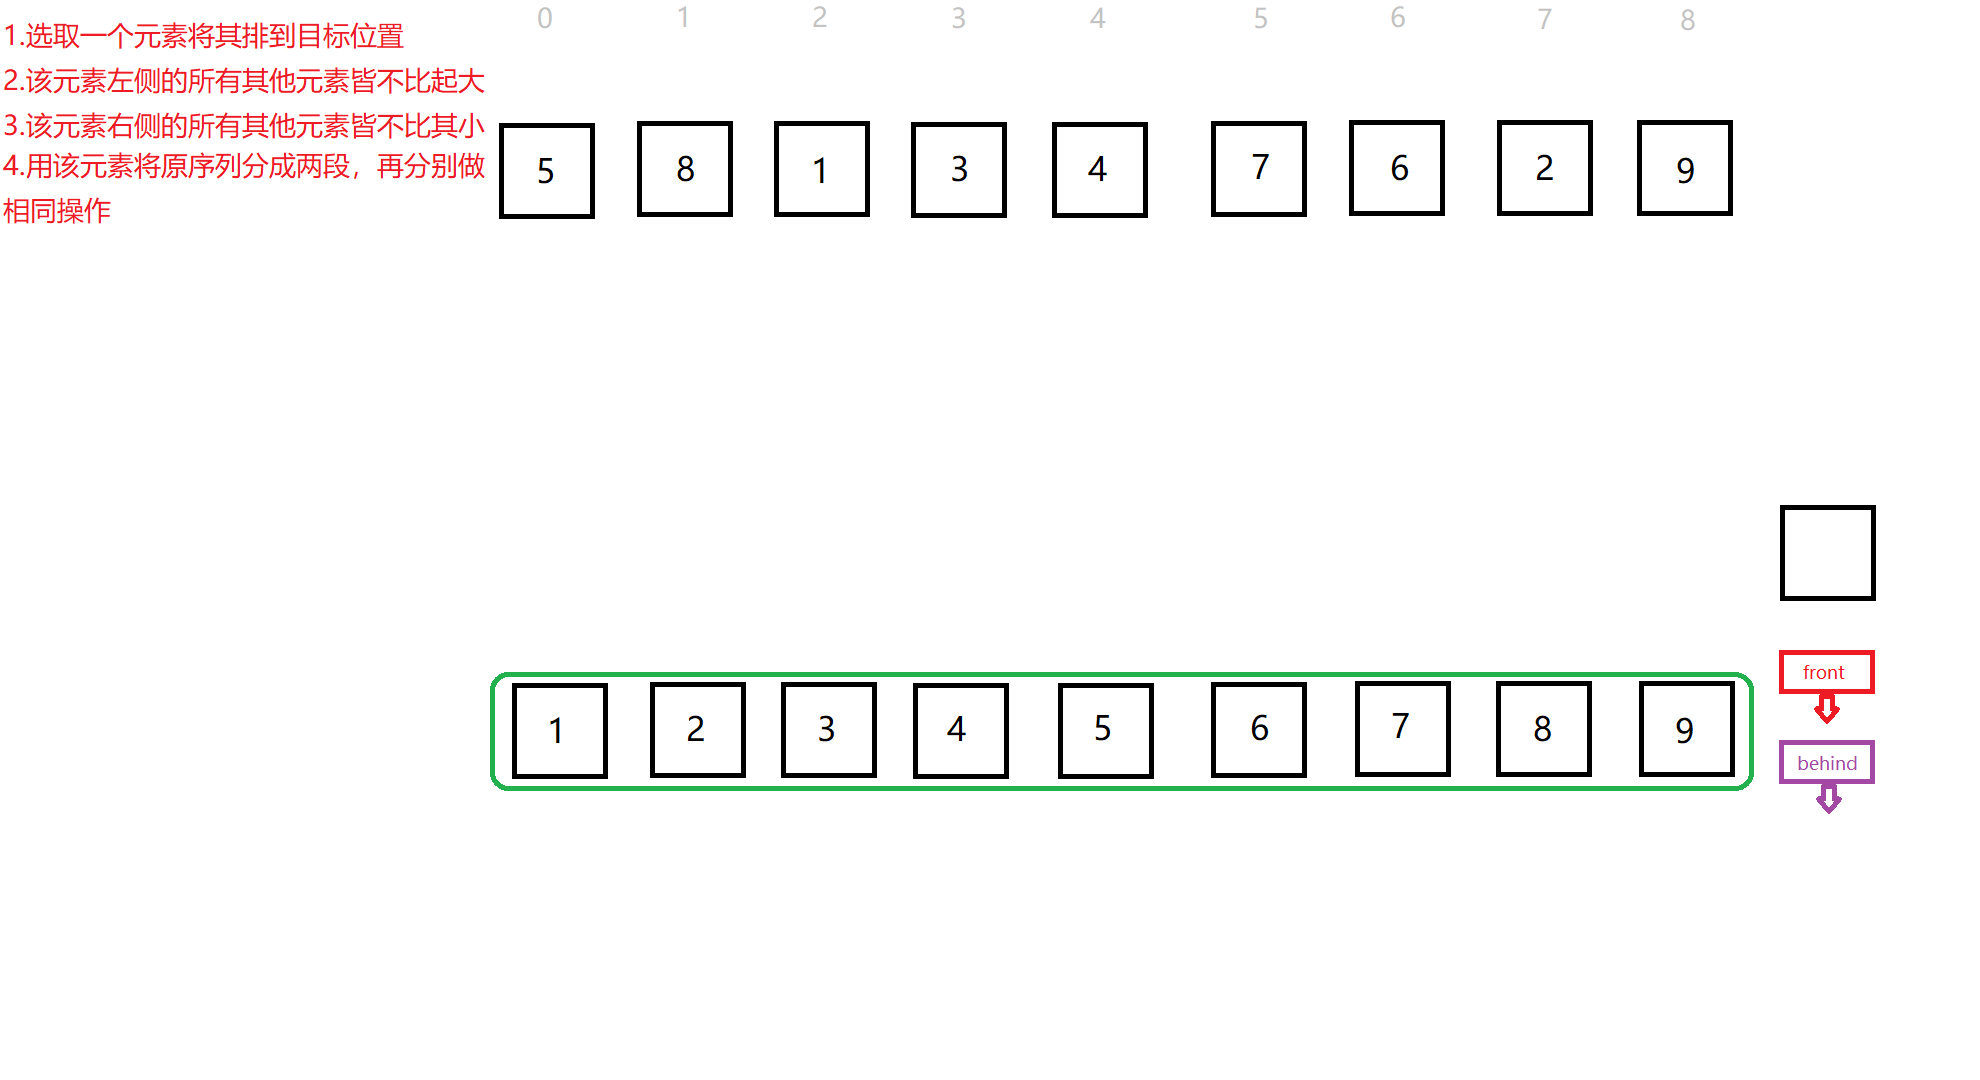 0 1 2 3 4 5 6 7 8
1.选取一个元素将其排到目标位置
2.该元素左侧的所有其他元素皆不比起大
3.该元素右侧的所有其他元素皆不比其小
4.用该元素将原序列分成两段，再分别做
相同操作
5 8 1 3 4 7 6 2 9
front
1 2 3 4 5 6 7 8 9
behind